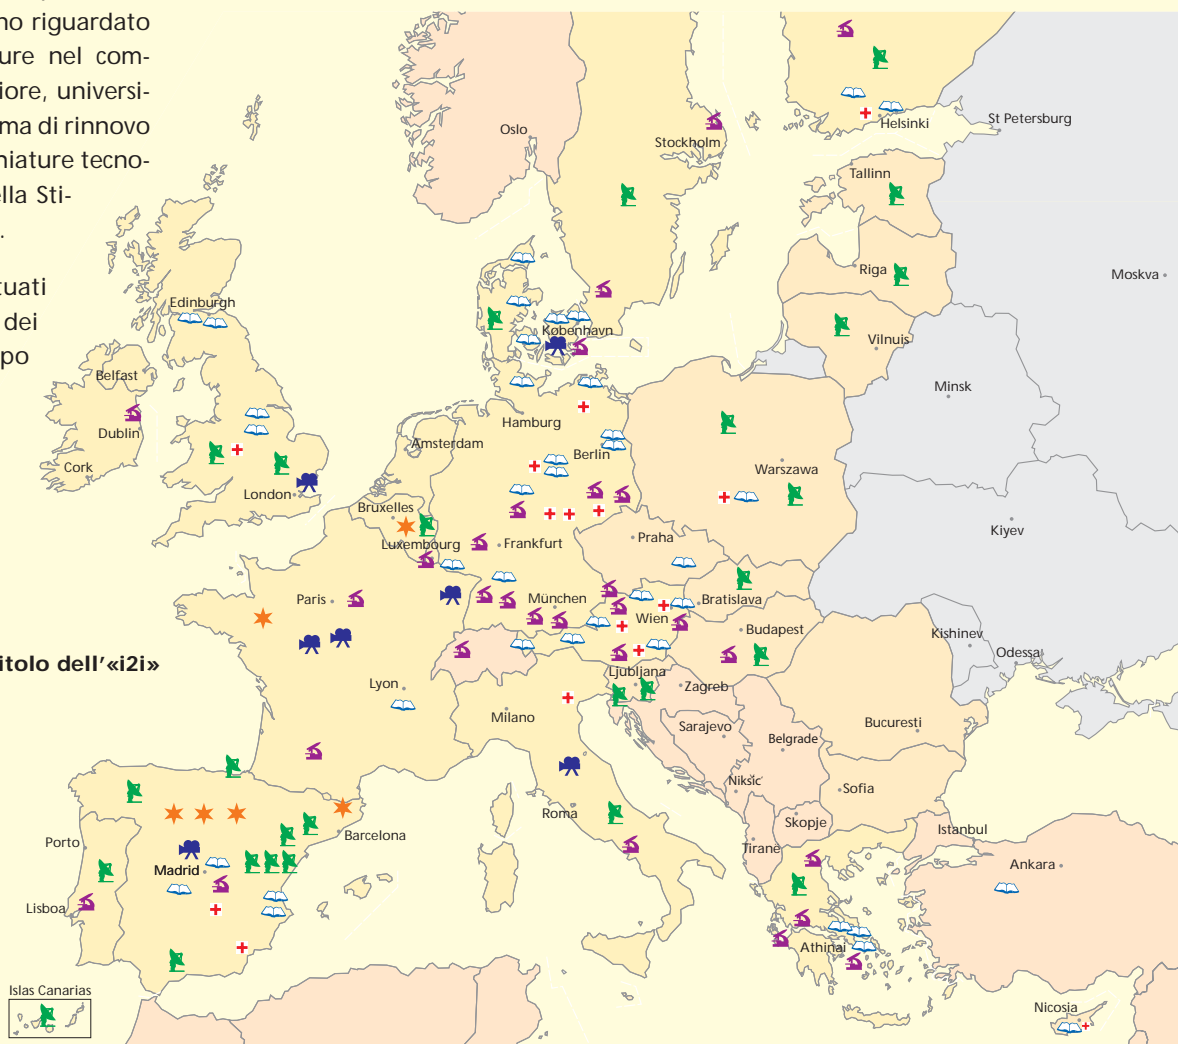 no riguardato
ure nel com-
iore, universi-
ma di rinnovo
niature tecno-
ella Sti-
.
tuati
dei
po
itolo dell'«i2i»
Oslo
Stockholm
Helsinki
St Petersburg
Tallinn
Riga
Moskva
Vilnuis
Minsk
Edinburgh
København
Belfast
Dublin
Cork
London
Hamburg
Amsterdam
Berlin
Warszawa
Bruxelles
Kiyev
Luxembourg
Frankfurt
Praha
Paris
München
Bratislava
Wien
Budapest
Kishinev
Odessa
Lyon
Ljubljana
Zagreb
Milano
Sarajevo
Belgrade
Bucuresti
Niksic
Sofia
Roma
Skopje
Istanbul
Porto
Barcelona
Tirane
Ankara
Madrid
Lisboa
Athinai
Islas Canarias
Nicosia